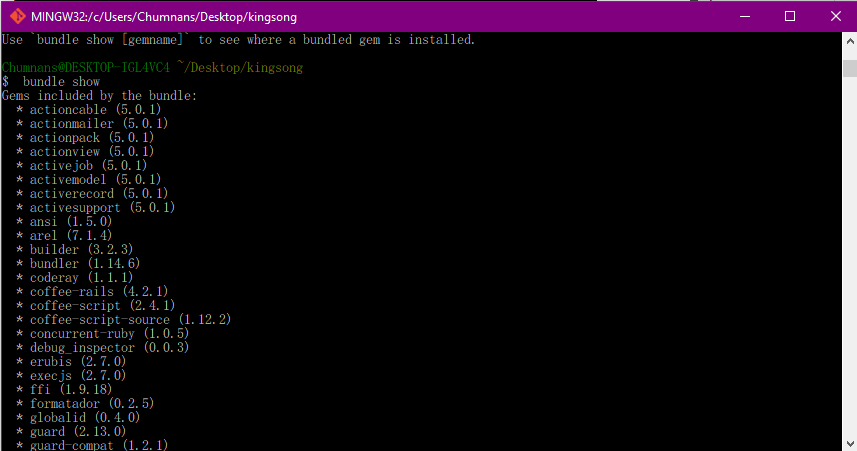 MINGW32:/c/Users/Chumnans/Desktop/kingsong
Use `bundle show [gemname]` to see where a bundled gem is installed.
Chumnans@DESKTOP-IGL4VC4 ~/Desktop/kingsong
$  bundle show
Gems included by the bundle:
  * actioncable (5.0.1)
  * actionmailer (5.0.1)
  * actionpack (5.0.1)
  * actionview (5.0.1)
  * activejob (5.0.1)
  * activemodel (5.0.1)
  * activerecord (5.0.1)
  * activesupport (5.0.1)
  * ansi (1.5.0)
  * arel (7.1.4)
  * builder (3.2.3)
  * bundler (1.14.6)
  * coderay (1.1.1)
  * coffee-rails (4.2.1)
  * coffee-script (2.4.1)
  * coffee-script-source (1.12.2)
  * concurrent-ruby (1.0.5)
  * debug_inspector (0.0.3)
  * erubis (2.7.0)
  * execjs (2.7.0)
  * ffi (1.9.18)
  * formatador (0.2.5)
  * globalid (0.4.0)
  * guard (2.13.0)
  * guard-compat (1.2.1)